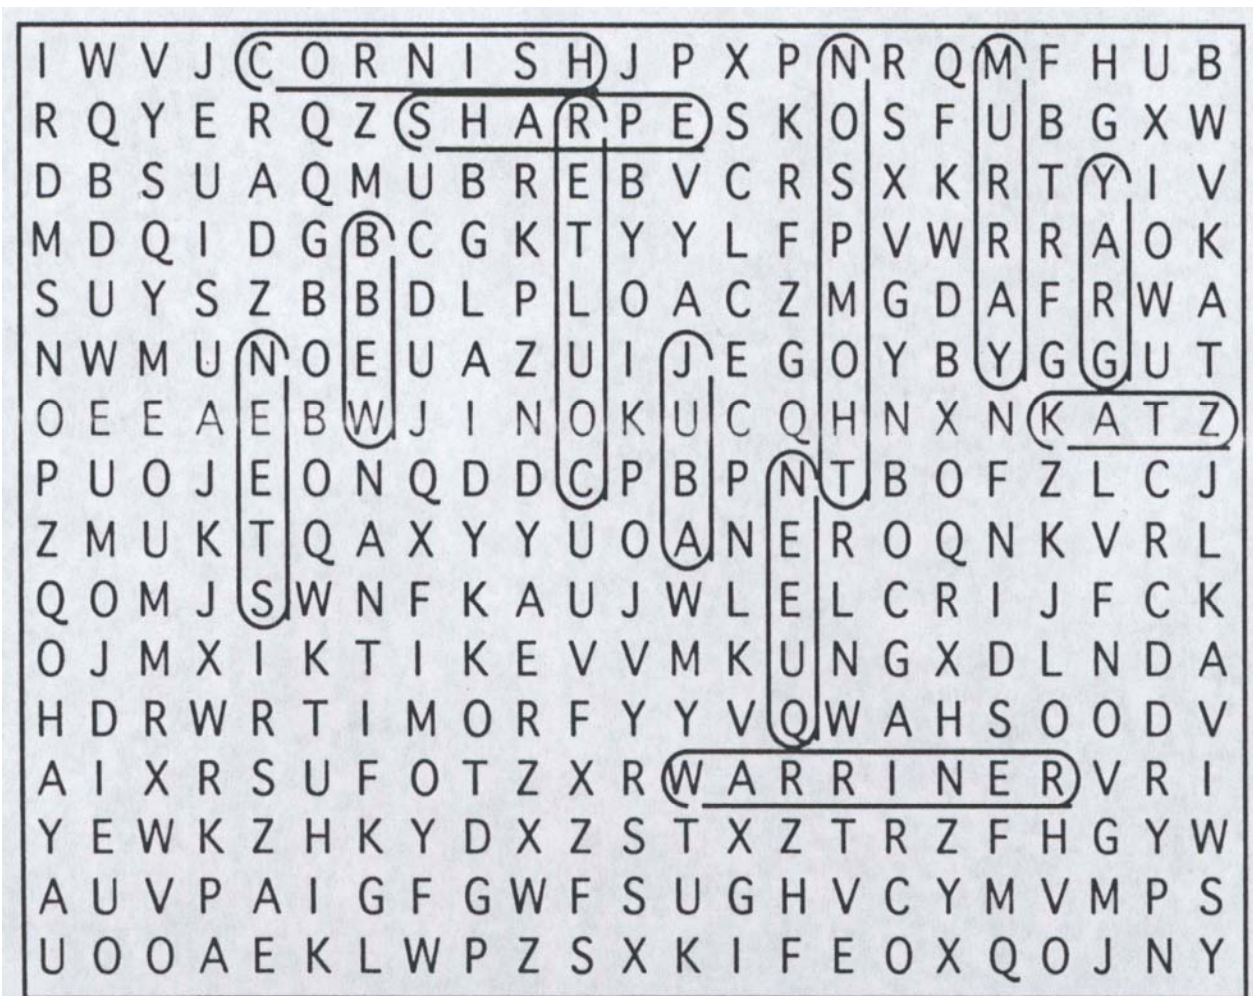 I W V J C O R N I S H J P X P N R Q M F H U B
R Q Y E R Q Z S H A R P E S K O S F U B G X W
D B S U A Q M U B R E B V C R S X K R T Y I V
M D Q I D G B C G K T Y Y L F P V W R R A O K
S U Y S Z B B D L P L O A C Z M G D A F R W A
N W M U N O E U A Z U I J E G O Y B Y G G U T
O E E A E B W J I N O K U C Q H N X N K A T Z
P U O J E O N Q D D C P B P N T B O F Z L C J
Z M U K T Q A X Y Y U O A N E R O Q N K V R L
Q O M J S W N F K A U J W L E L C R I J F C K
O J M X I K T I K E V V M K U N G X D L N D A
H D R W R T I M O R F Y Y V Q W A H S O O D V
A I X R S U F O T Z X R W A R R I N E R V R I
Y E W K Z H K Y D X Z S T X Z T R Z F H G Y W
A U V P A I G F G W F S U G H V C Y M V M P S
U O O A E K L W P Z S X K I F E O X Q O J N Y